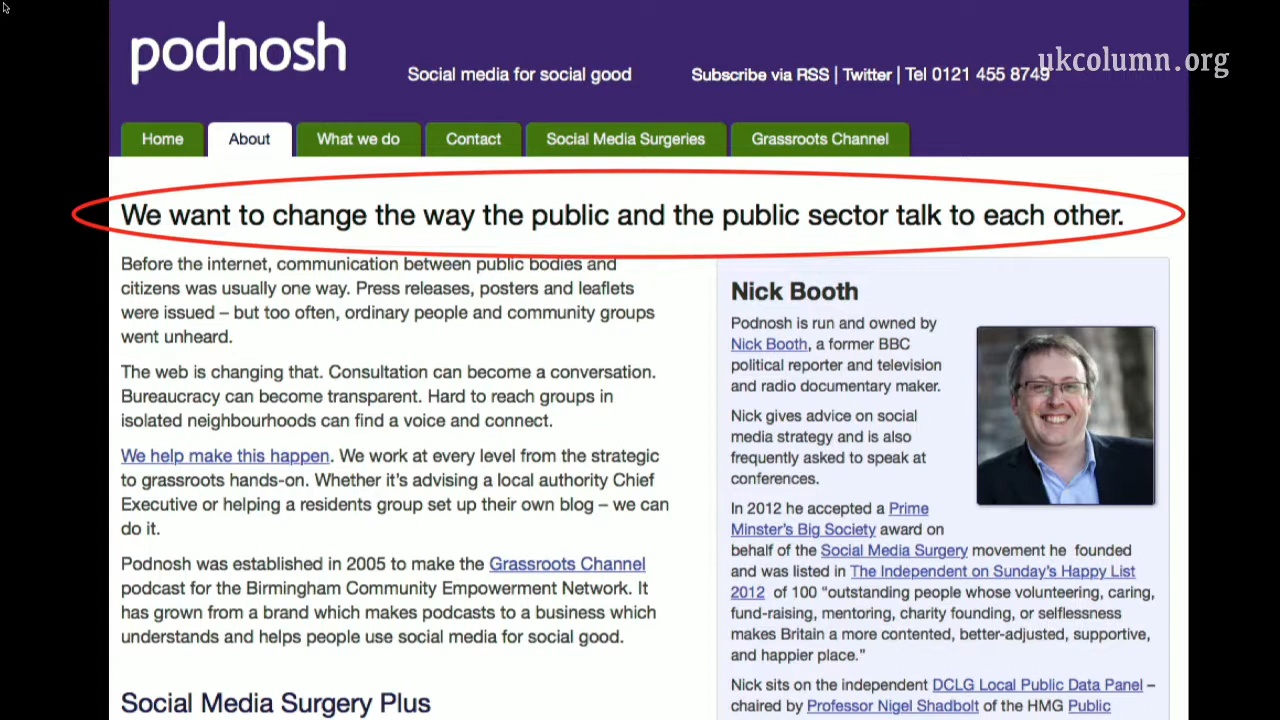 podnosh
Social media for social good
Subscribe via RSS | Twitter | Tel 0121 455 8749
ukcolumn.org
Home
About
What we do
Contact
Social Media Surgeries
Grassroots Channel
We want to change the way the public and the public sector talk to each other.
Before the internet, communication between public bodies and
citizens was usually one way. Press releases, posters and leaflets
were issued – but too often, ordinary people and community groups
went unheard.
The web is changing that. Consultation can become a conversation.
Bureaucracy can become transparent. Hard to reach groups in
isolated neighbourhoods can find a voice and connect.
We help make this happen. We work at every level from the strategic
to grassroots hands-on. Whether it's advising a local authority Chief
Executive or helping a residents group set up their own blog – we can
do it.
Podnosh was established in 2005 to make the Grassroots Channel
podcast for the Birmingham Community Empowerment Network. It
has grown from a brand which makes podcasts to a business which
understands and helps people use social media for social good.
Social Media Surgery Plus
Nick Booth
Podnosh is run and owned by
Nick Booth, a former BBC
political reporter and television
and radio documentary maker.
Nick gives advice on social
media strategy and is also
frequently asked to speak at
conferences.
In 2012 he accepted a Prime
Minster's Big Society award on
behalf of the Social Media Surgery movement he founded
and was listed in The Independent on Sunday's Happy List
2012 of 100 "outstanding people whose volunteering, caring,
fund-raising, mentoring, charity founding, or selflessness
makes Britain a more contented, better-adjusted, supportive,
and happier place."
Nick sits on the independent DCLG Local Public Data Panel –
chaired by Professor Nigel Shadbolt of the HMG Public